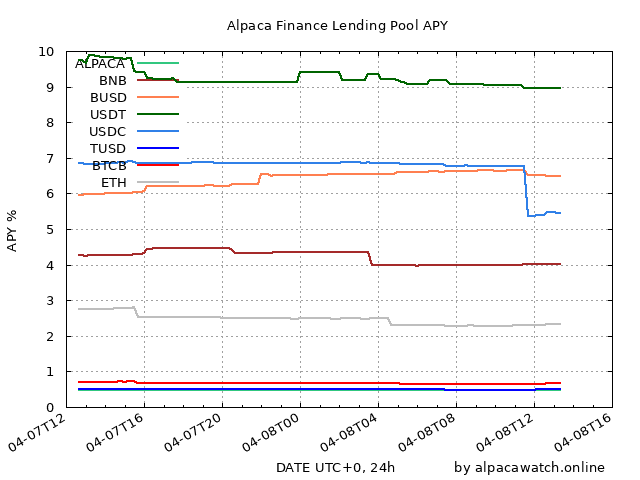 Alpaca Finance Lending Pool APY
10
9
8
7
6
5
4
3
2
1
0
APY %
ALPACA
BNB
BUSD
USDT
USDC
TUSD
BTCB
ETH
04-07T12
04-07T16
04-07T20
04-08T00
04-08T04
04-08T08
04-08T12
04-08T16
DATE UTC+0, 24h
by alpacawatch.online